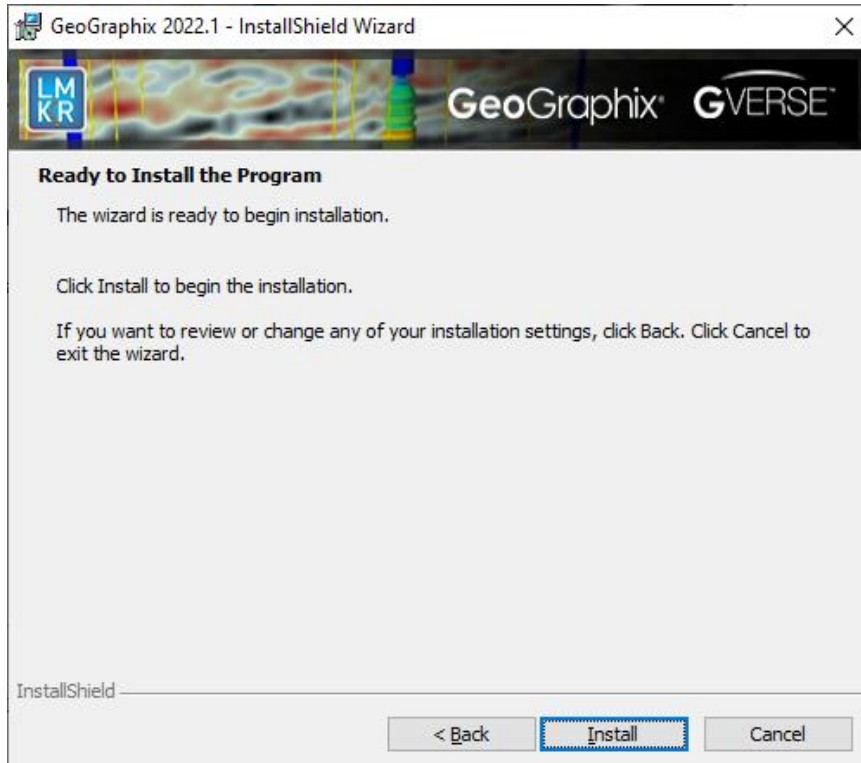 GeoGraphix 2022.1 - InstallShield Wizard
LM
KR
GeoGraphix® GVERSE™
Ready to Install the Program
The wizard is ready to begin installation.
Click Install to begin the installation.
If you want to review or change any of your installation settings, click Back. Click Cancel to
exit the wizard.
InstallShield
< Back Install Cancel